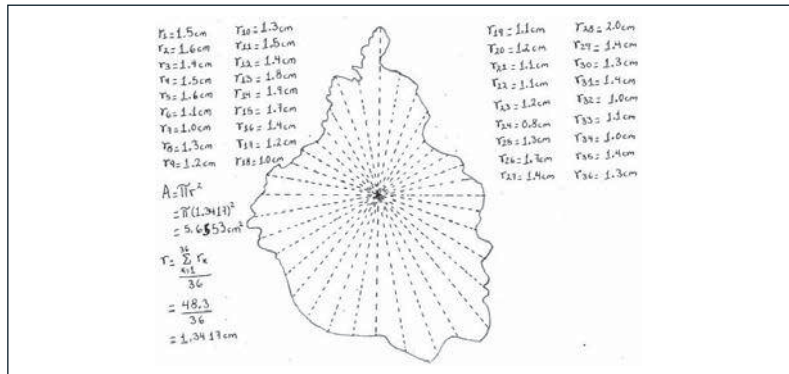 r₁=1.5cm
r₂=1.6cm
r₃=1.4cm
r₄=1.5cm
r₅=1.6cm
r₆=1.1cm
r₇=1.0cm
r₈=1.3cm
r₉=1.2cm
r₁₀=1.3cm
r₁₁=1.5cm
r₁₂=1.4cm
r₁₃=1.8cm
r₁₄=1.9cm
r₁₅=1.7cm
r₁₆=1.4cm
r₁₇=1.2cm
r₁₈=1.0cm
A=πr²
=π(1.3417)²
=5.6553cm²
r=∑ₖ₌₁³⁶ rₖ
36
=48.3
36
=1.3417cm
r₁₉=1.1cm
r₂₀=1.2cm
r₂₁=1.1cm
r₂₂=1.1cm
r₂₃=1.2cm
r₂₄=0.8cm
r₂₅=1.3cm
r₂₆=1.7cm
r₂₇=1.4cm
r₂₈=2.0cm
r₂₉=1.4cm
r₃₀=1.3cm
r₃₁=1.4cm
r₃₂=1.0cm
r₃₃=1.1cm
r₃₄=1.0cm
r₃₅=1.4cm
r₃₆=1.3cm